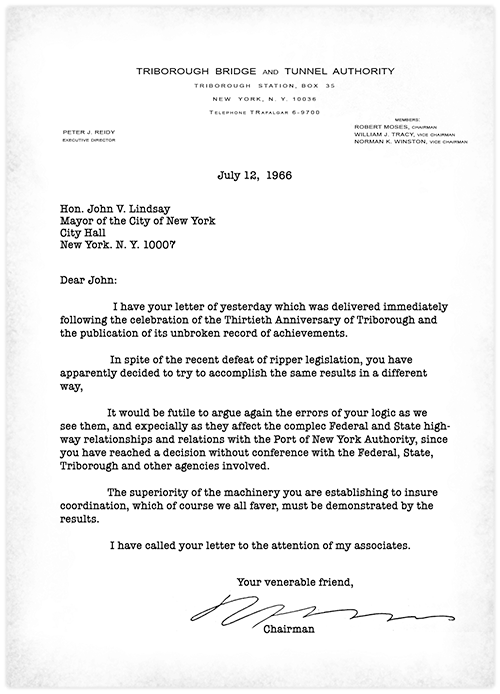 TRIBOROUGH BRIDGE AND TUNNEL AUTHORITY
TRIBOROUGH STATION, BOX 35
NEW YORK, N. Y. 10036
TELEPHONE TRAFALGAR 6-9700
PETER J. REIDY
EXECUTIVE DIRECTOR
MEMBERS:
ROBERT MOSES, CHAIRMAN
WILLIAM J. TRACY, VICE CHAIRMAN
NORMAN K. WINSTON, VICE CHAIRMAN
July 12, 1966
Hon. John V. Lindsay
Mayor of the City of New York
City Hall
New York. N. Y. 10007
Dear John:
I have your letter of yesterday which was delivered immediately
following the celebration of the Thirtieth Anniversary of Triborough and
the publication of its unbroken record of achievements.
In spite of the recent defeat of ripper legislation, you have
apparently decided to try to accomplish the same results in a different
way,
It would be futile to argue again the errors of your logic as we
see them, and expecially as they affect the complec Federal and State high-
way relationships and relations with the Port of New York Authority, since
you have reached a decision without conference with the Federal, State,
Triborough and other agencies involved.
The superiority of the machinery you are establishing to insure
coordination, which of course we all faver, must be demonstrated by the
results.
I have called your letter to the attention of my associates.
Your venerable friend,
Chairman